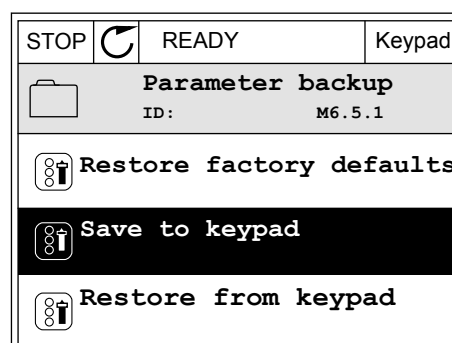 STOP READY Keypad
Parameter backup
ID: M6.5.1
Restore factory defaults
Save to keypad
Restore from keypad